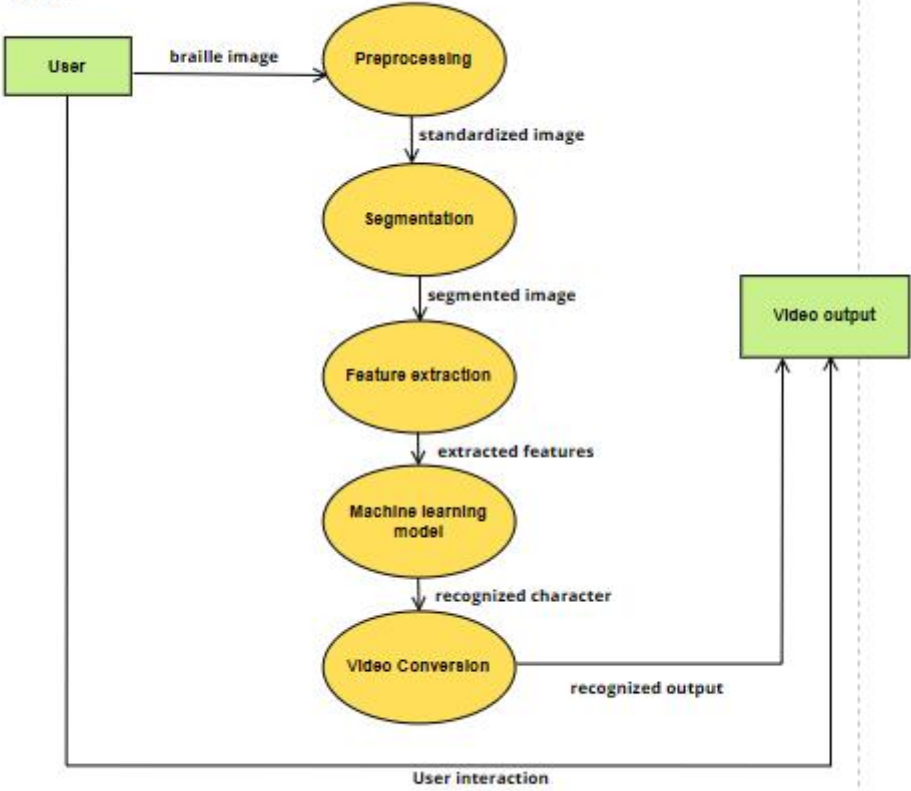 User
braille image
Preprocessing
standardized image
Segmentation
segmented image
Video output
Feature extraction
extracted features
Machine learning
model
recognized character
Video Conversion
recognized output
User interaction